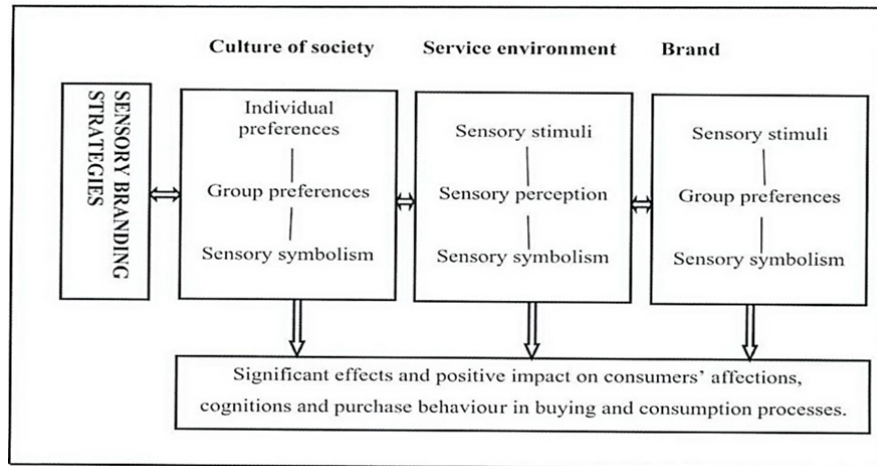 Culture of society
Service environment
Brand
SENSORY BRANDING
STRATEGIES
Individual
preferences
Group preferences
Sensory symbolism
Sensory stimuli
Sensory perception
Sensory symbolism
Sensory stimuli
Group preferences
Sensory symbolism
Significant effects and positive impact on consumers’ affections,
cognitions and purchase behaviour in buying and consumption processes.